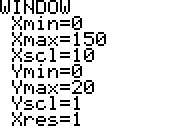 WINDOW
Xmin=0
Xmax=150
Xscl=10
Ymin=0
Ymax=20
Yscl=1
Xres=1